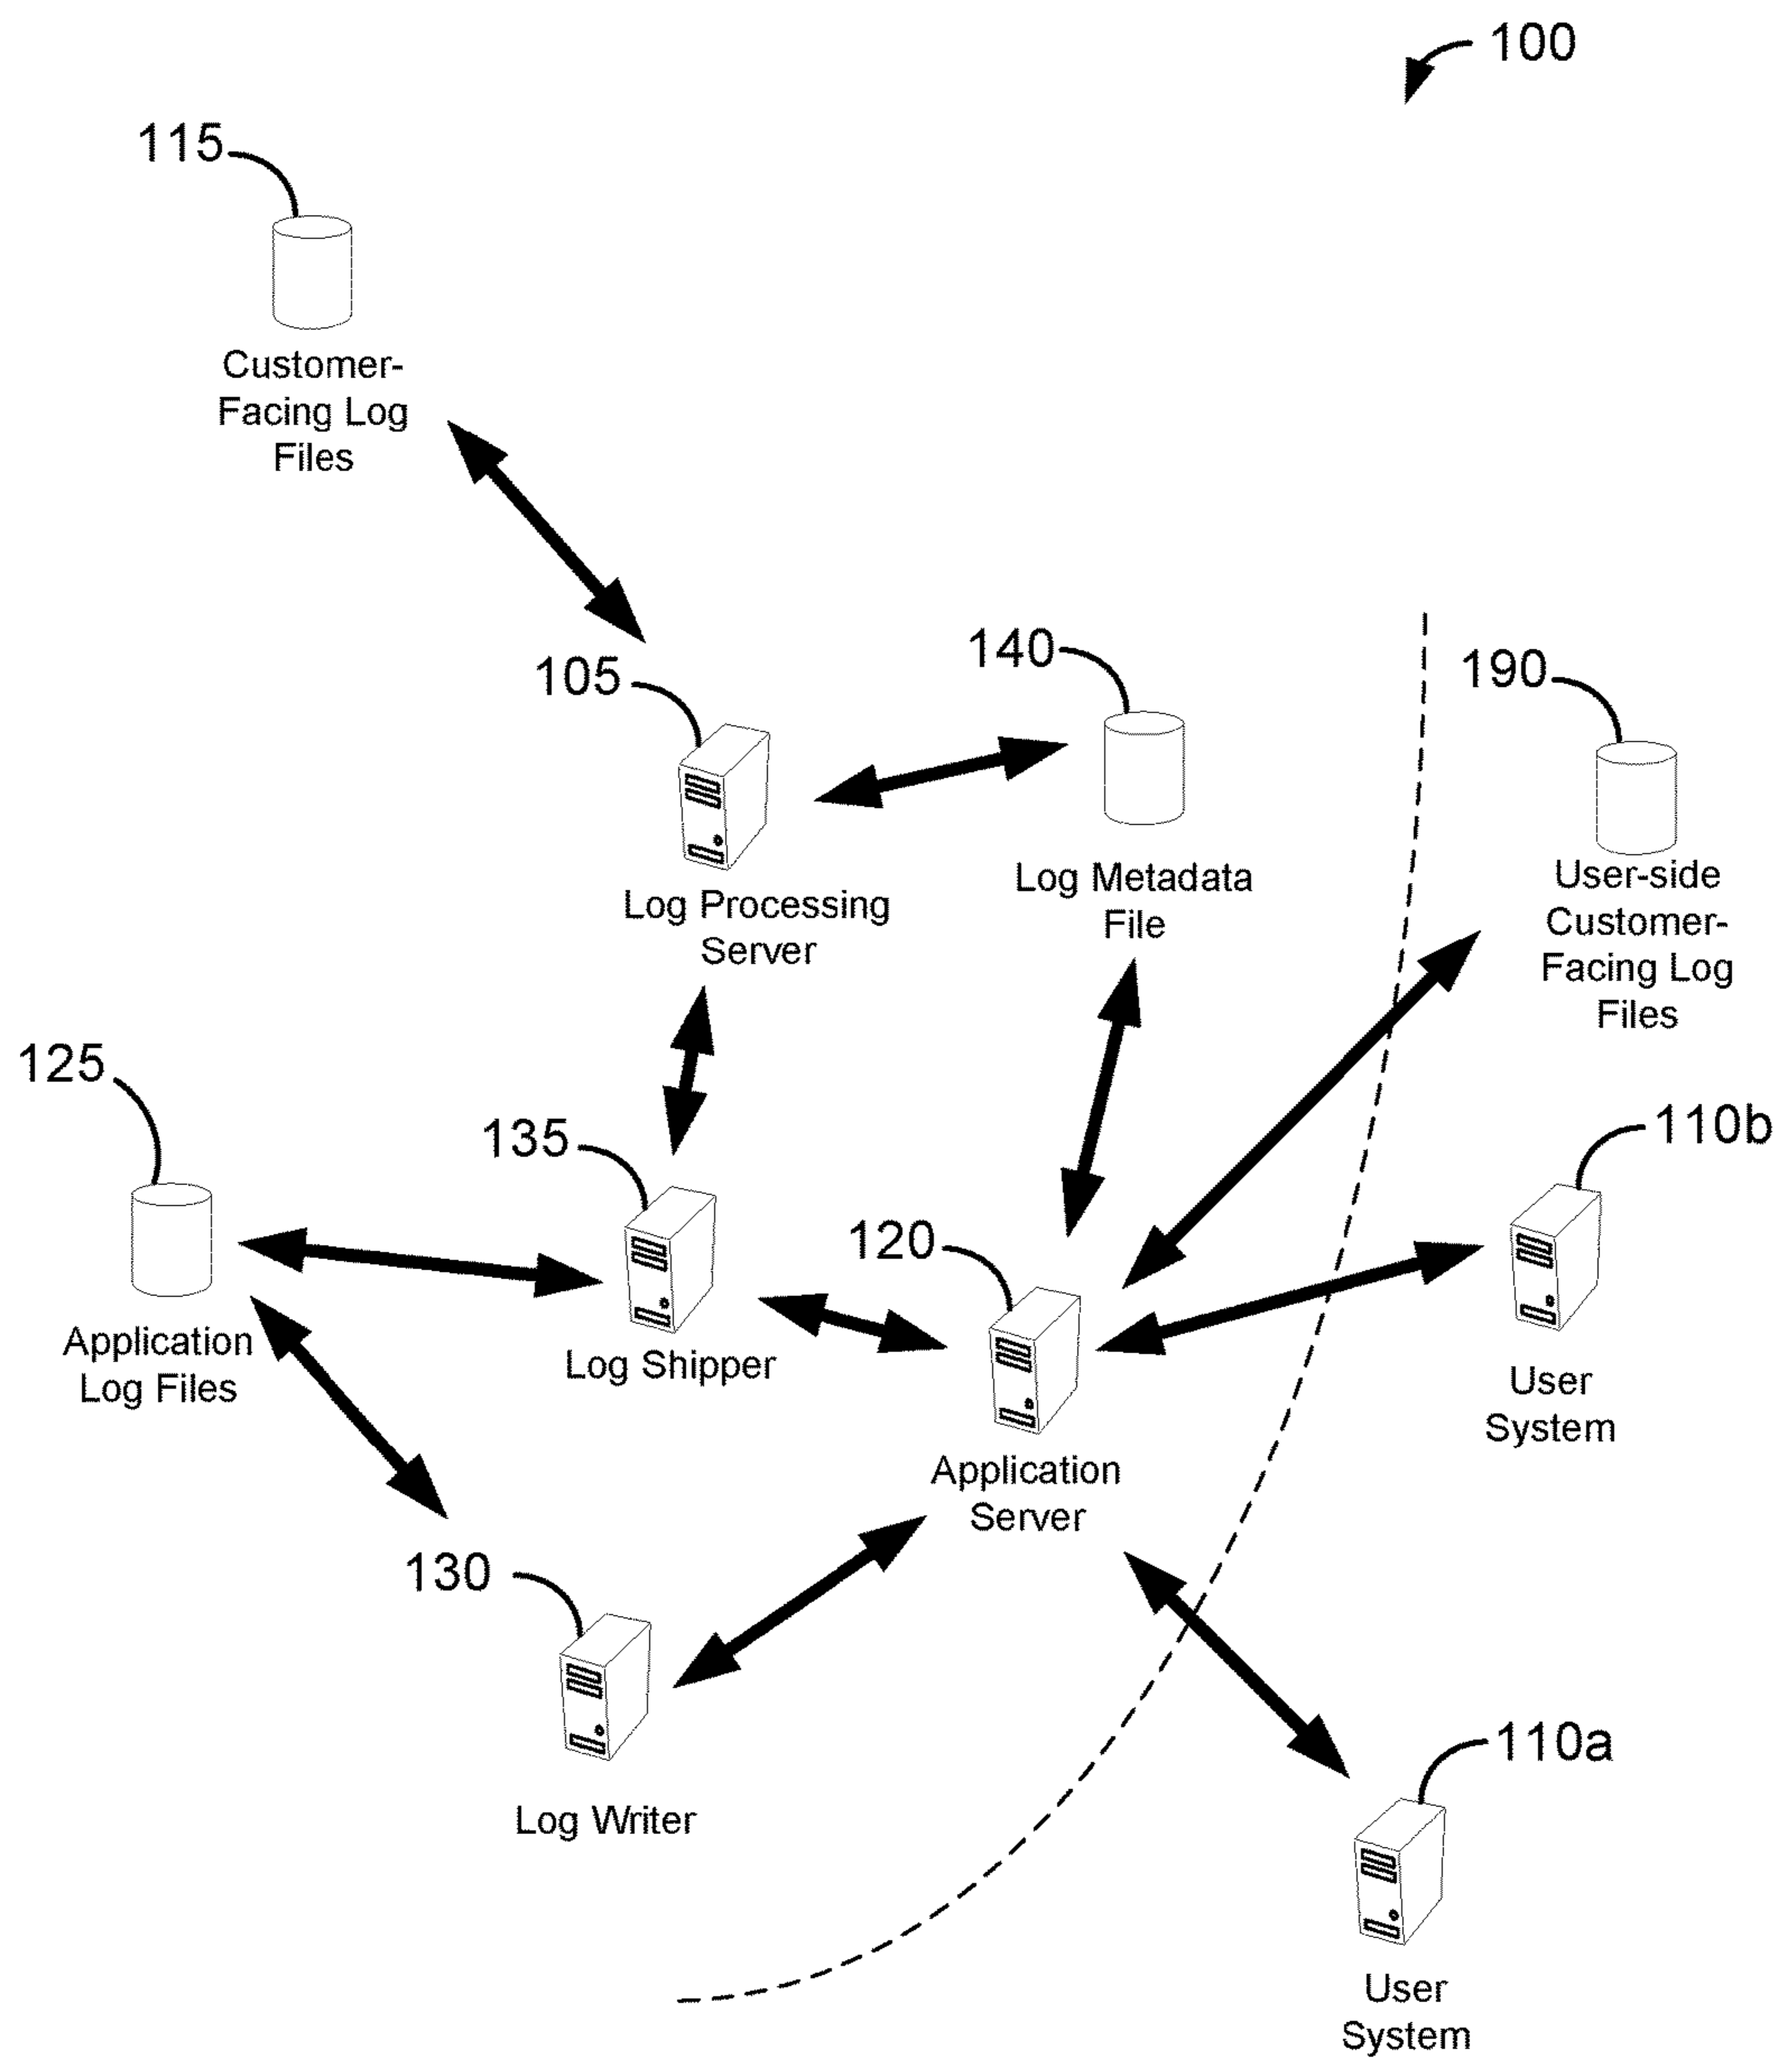 100
115
Customer-
Facing Log
Files
105
140
190
Log Processing
Server
Log Metadata
File
User-side
Customer-
Facing Log
Files
125
135
120
110b
Application
Log Files
Log Shipper
User
System
Application
Server
130
Log Writer
110a
User
System